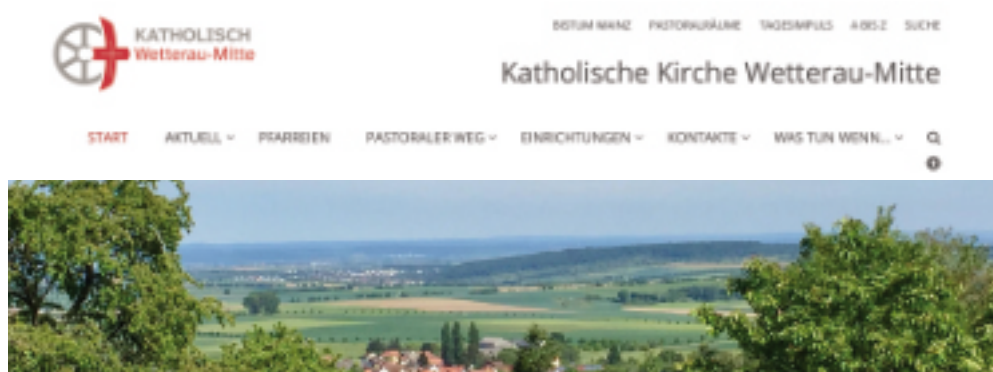 KATHOLISCH
Wetterau-Mitte
BISTUM MAINZ PASTORALRÄUME TAGESIMPULS A BIS Z SUCHE
Katholische Kirche Wetterau-Mitte
START AKTUELL PFARREIEN PASTORALER WEG EINRICHTUNGEN KONTAKTE WAS TUN WENN...